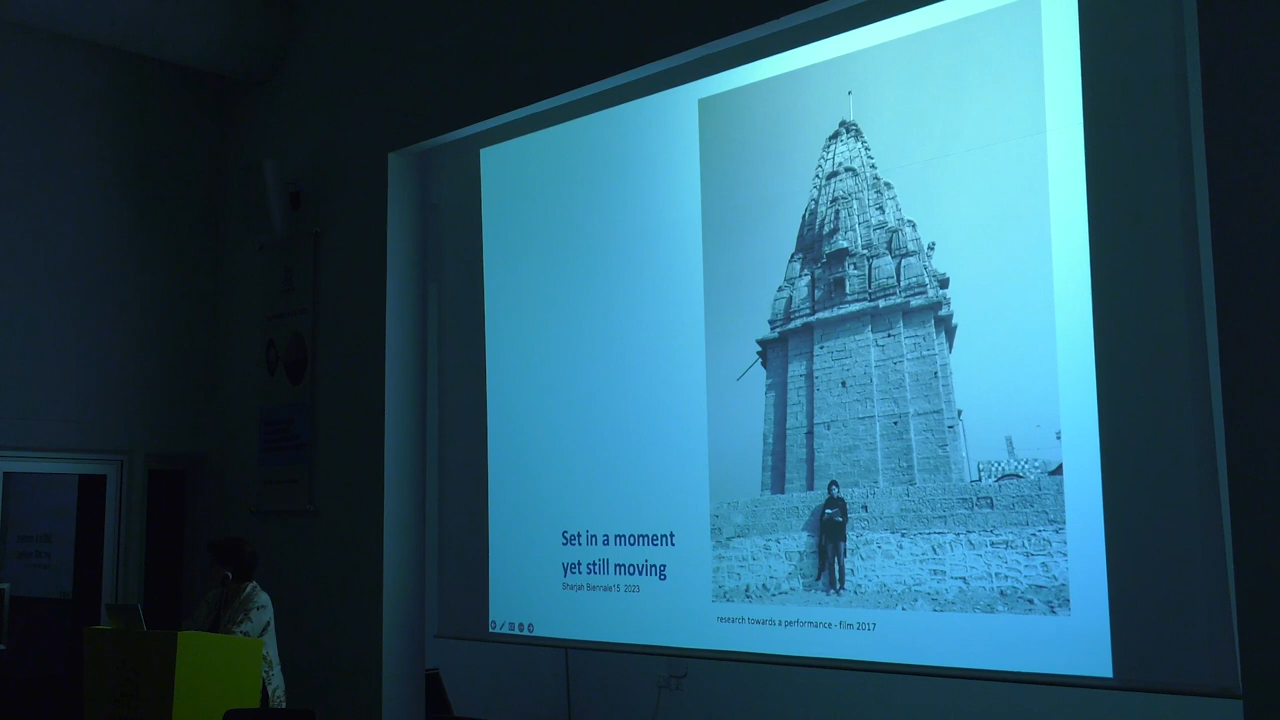 Set in a moment
yet still moving
Sharjah Biennale15, 2023
research towards a performance - film 2017